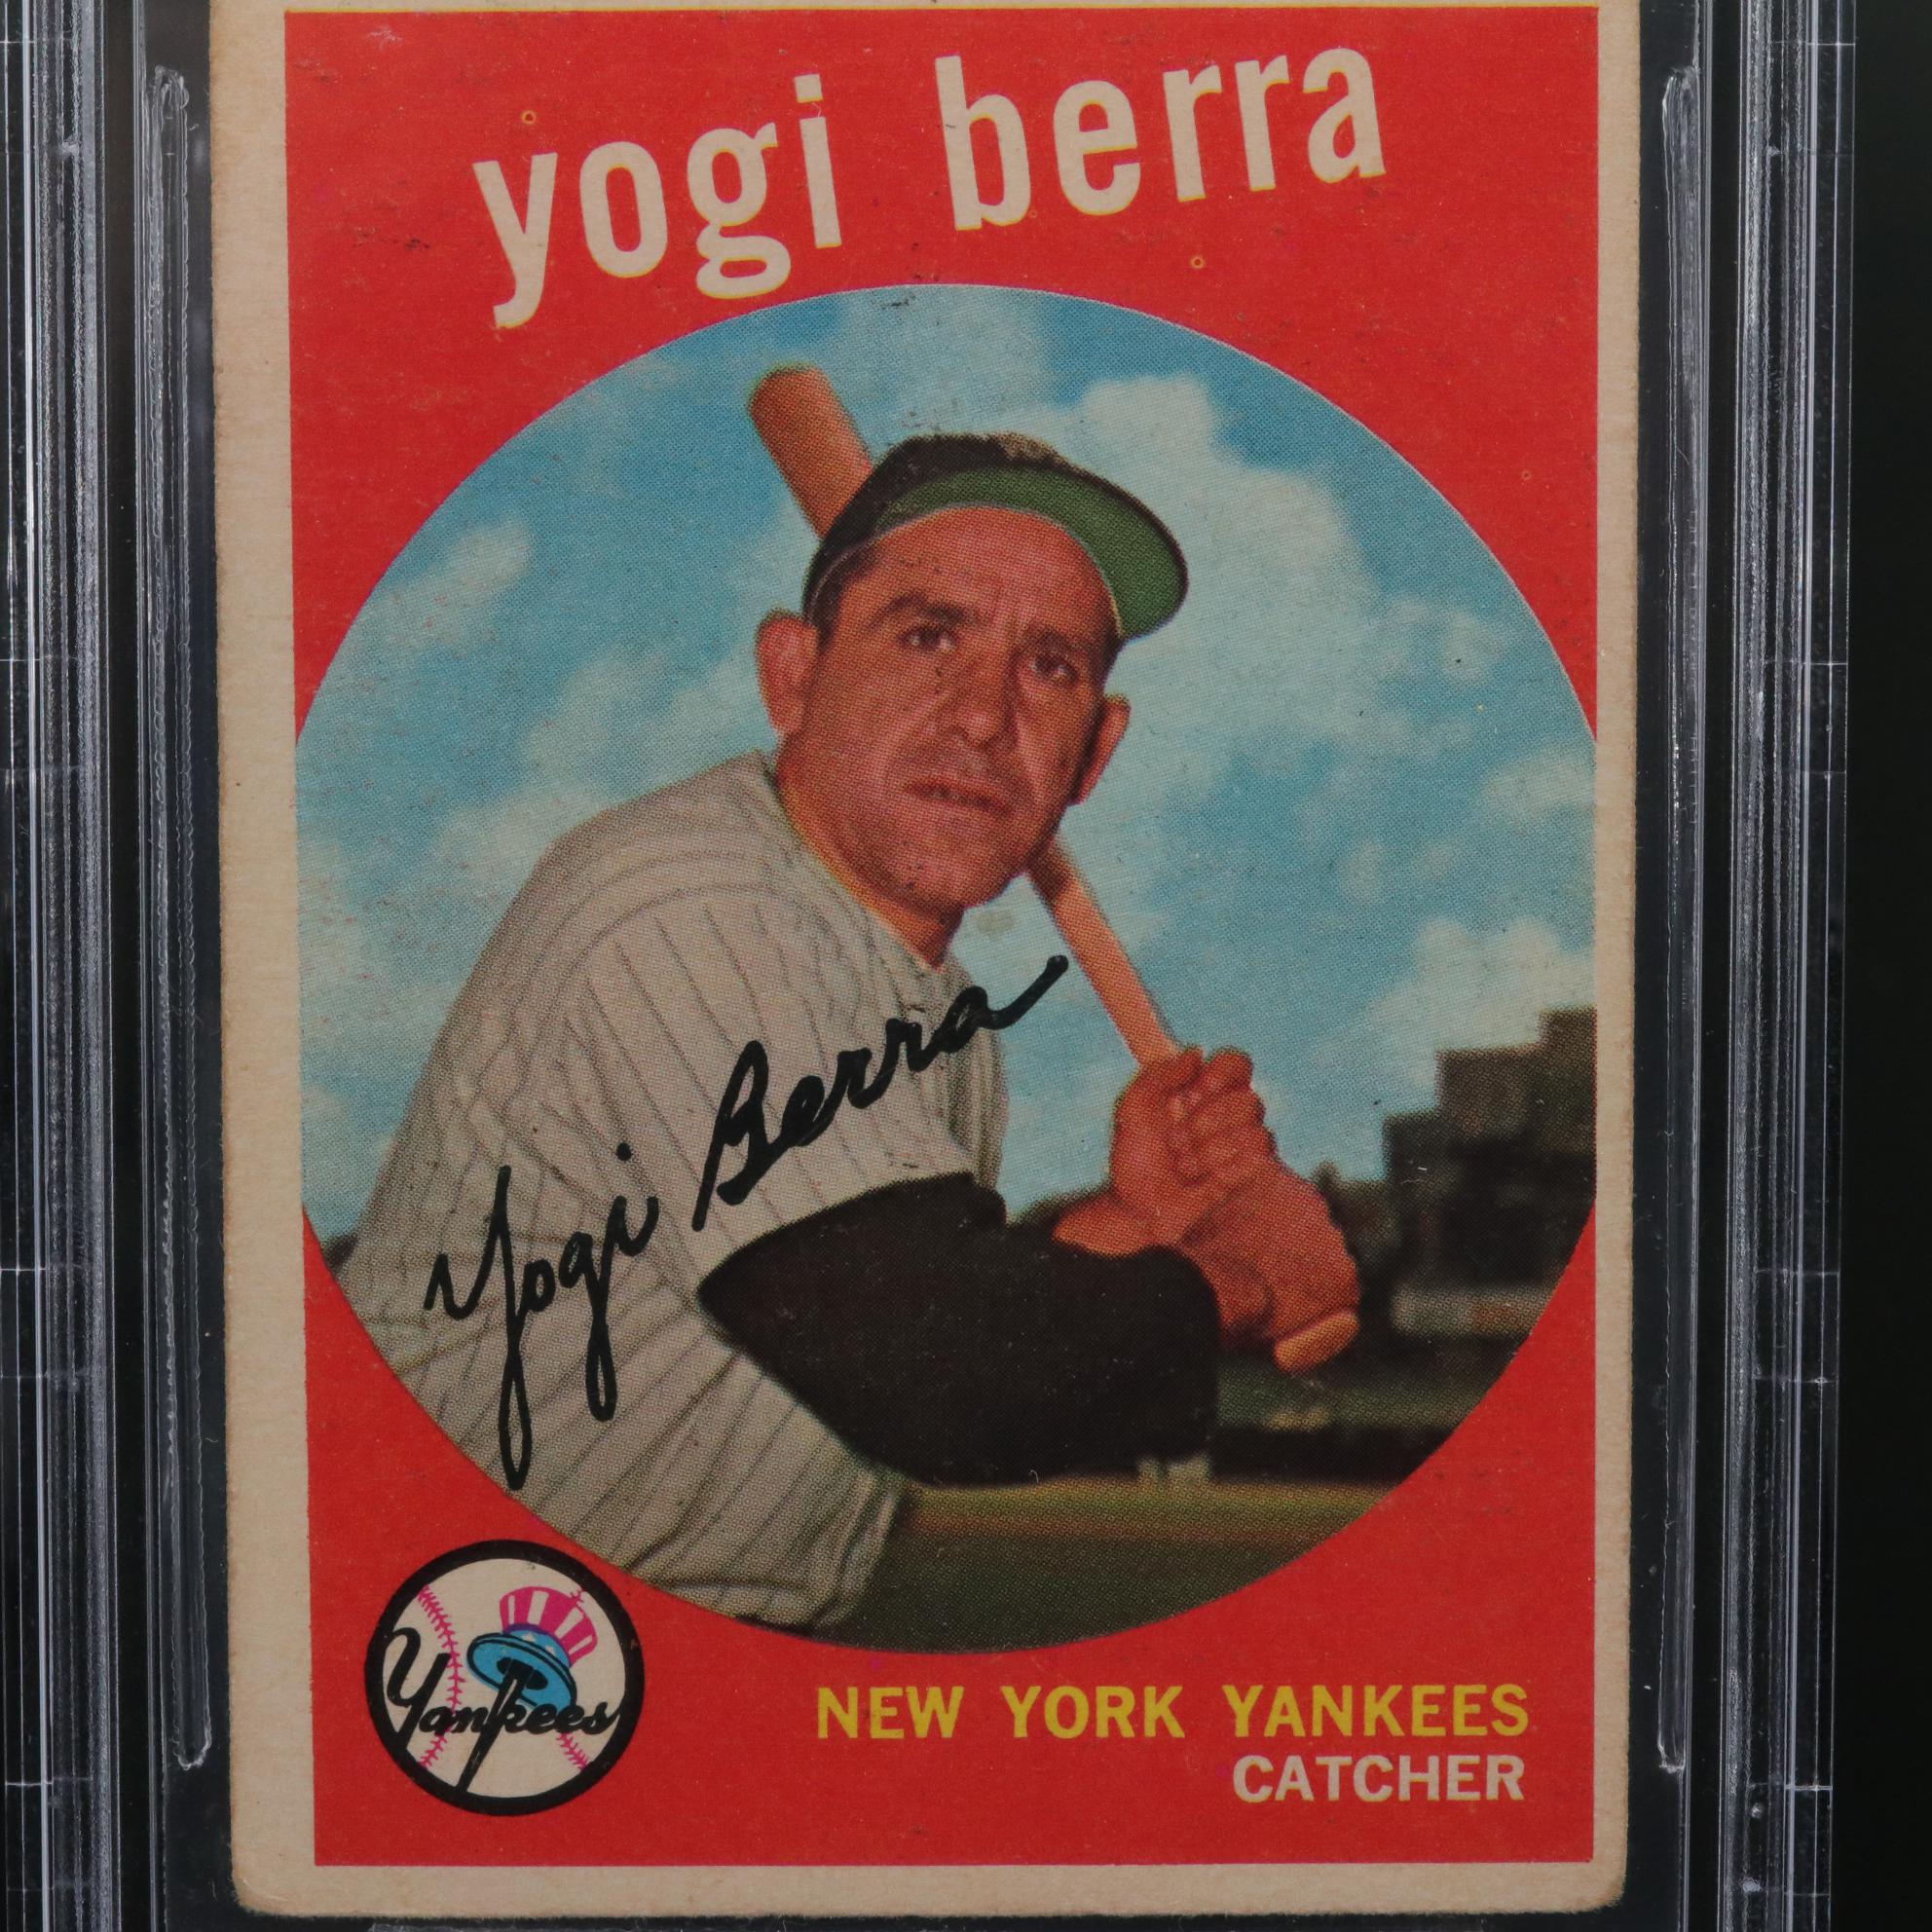 yogi berra
Yogi Berra
Yankees
NEW YORK YANKEES
CATCHER